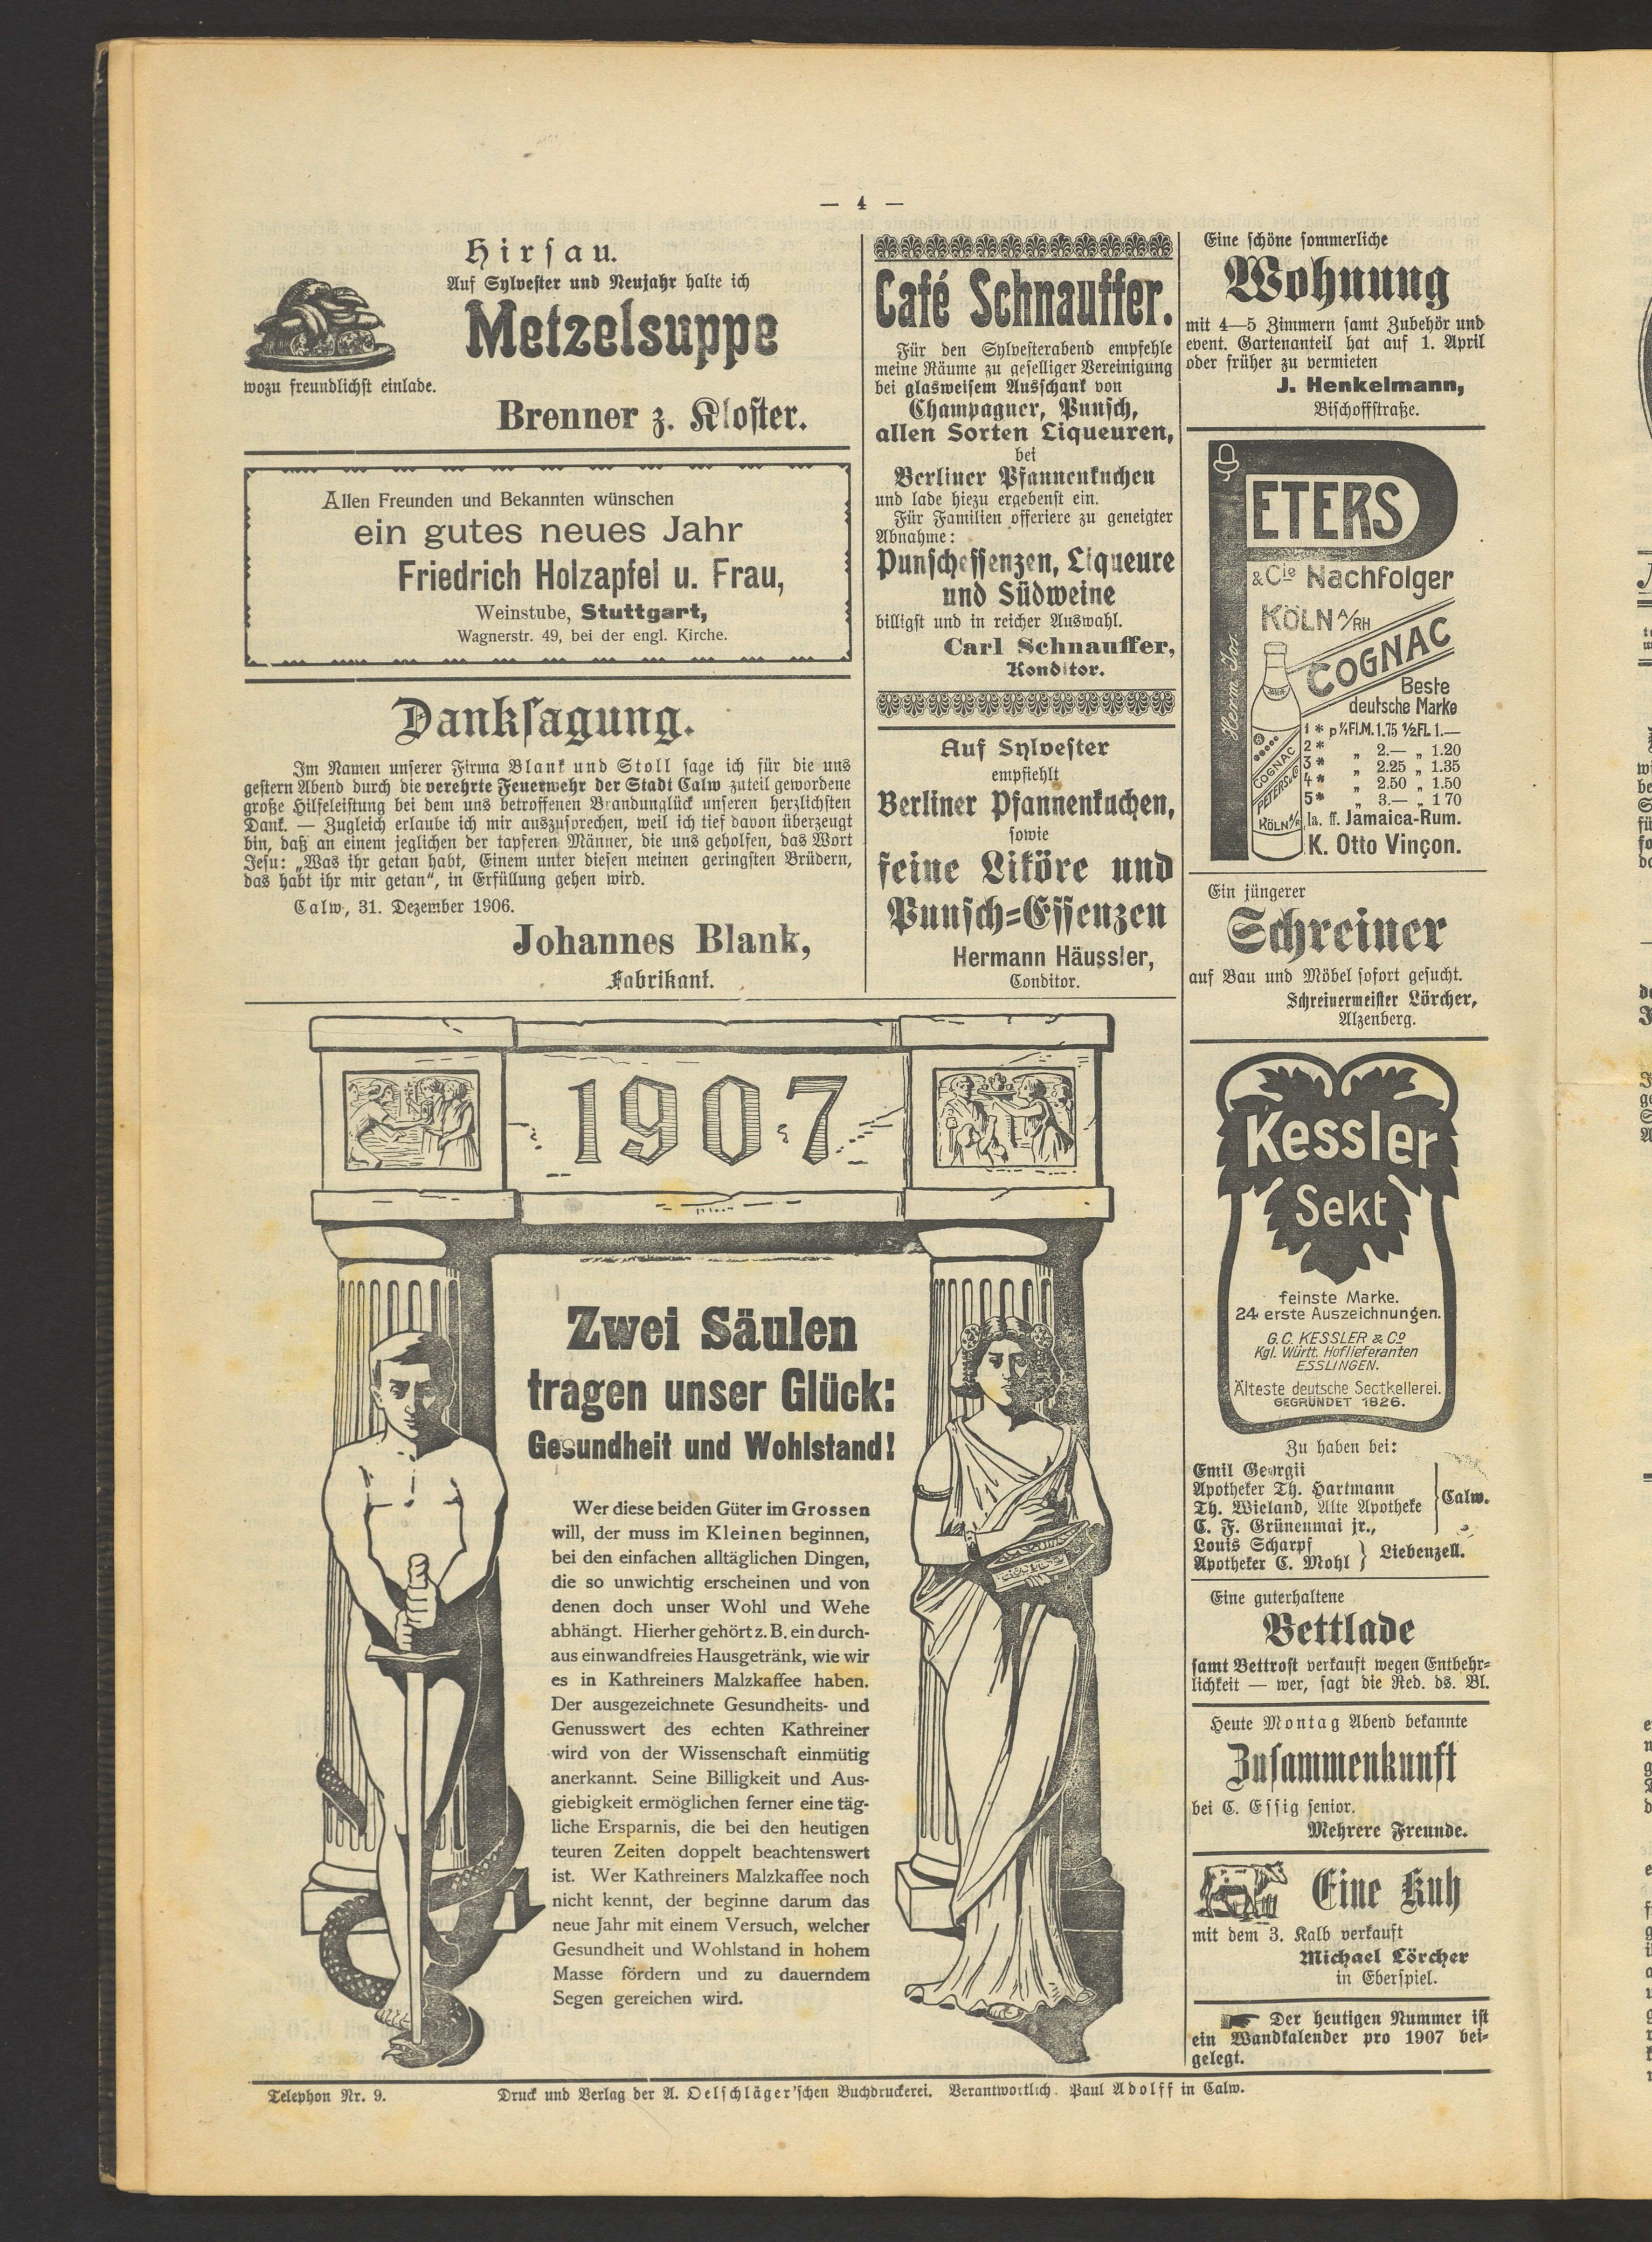 — 4 —
Hirsau.
Auf Sylvester und Neujahr halte ich
Metzelsuppe
wozu freundlichst einlade.
Brenner z. Kloster.
Allen Freunden und Bekannten wünschen
ein gutes neues Jahr
Friedrich Holzapfel u. Frau,
Weinstube, Stuttgart,
Wagnerstr. 49, bei der engl. Kirche.
Danksagung.
Im Namen unserer Firma Blank und Stoll sage ich für die uns
gestern Abend durch die verehrte Feuerwehr der Stadt Calw zuteil gewordene
große Hilfeleistung bei dem uns betroffenen Brandunglück unseren herzlichsten
Dank. — Zugleich erlaube ich mir auszusprechen, weil ich tief davon überzeugt
bin, daß an einem jeglichen der tapferen Männer, die uns geholfen, das Wort
Jesu: „Was ihr getan habt, Einem unter diesen meinen geringsten Brüdern,
das habt ihr mir getan“, in Erfüllung gehen wird.
Calw, 31. Dezember 1906.
Johannes Blank,
Fabrikant.
Café Schnauffer.
Für den Sylvesterabend empfehle
meine Räume zu geselliger Vereinigung
bei glasweisem Ausschank von
Champagner, Punsch,
allen Sorten Liqueuren,
bei
Berliner Pfannenkuchen
und lade hiezu ergebenst ein.
Für Familien offeriere zu geneigter
Abnahme:
Punschessenzen, Liqueure
und Südweine
billigst und in reicher Auswahl.
Carl Schnauffer,
Konditor.
Auf Sylvester
empfiehlt
Berliner Pfannenkuchen,
sowie
feine Liköre und
Punsch=Essenzen
Hermann Häussler,
Conditor.
1907
Zwei Säulen
tragen unser Glück:
Gesundheit und Wohlstand!
Wer diese beiden Güter im Grossen
will, der muss im Kleinen beginnen,
bei den einfachen alltäglichen Dingen,
die so unwichtig erscheinen und von
denen doch unser Wohl und Wehe
abhängt. Hierher gehört z. B. ein durch-
aus einwandfreies Hausgetränk, wie wir
es in Kathreiners Malzkaffee haben.
Der ausgezeichnete Gesundheits- und
Genusswert des echten Kathreiner
wird von der Wissenschaft einmütig
anerkannt. Seine Billigkeit und Aus-
giebigkeit ermöglichen ferner eine täg-
liche Ersparnis, die bei den heutigen
teuren Zeiten doppelt beachtenswert
ist. Wer Kathreiners Malzkaffee noch
nicht kennt, der beginne darum das
neue Jahr mit einem Versuch, welcher
Gesundheit und Wohlstand in hohem
Masse fördern und zu dauerndem
Segen gereichen wird.
Eine schöne sommerliche
Wohnung
mit 4—5 Zimmern samt Zubehör und
event. Gartenanteil hat auf 1. April
oder früher zu vermieten
J. Henkelmann,
Bischoffstraße.
PETERS
& Cie Nachfolger
KÖLN A/RH
COGNAC
Beste
deutsche Marke
1 * p 1/1 Fl. M. 1.75 ½ Fl. 1.—
2 * „ 2.— „ 1.20
3 * „ 2.25 „ 1.35
4 * „ 2.50 „ 1.50
5 * „ 3.— „ 1 70
COGNAC
PETERS & Co
KÖLN A/R
Ia. ff. Jamaica-Rum.
K. Otto Vinçon.
Ein jüngerer
Schreiner
auf Bau und Möbel sofort gesucht.
Schreinermeister Lörcher,
Alzenberg.
Kessler
Sekt
feinste Marke.
24 erste Auszeichnungen.
G. C. KESSLER & Co
Kgl. Württ. Hoflieferanten
ESSLINGEN.
Älteste deutsche Sectkellerei.
GEGRÜNDET 1826.
Zu haben bei:
Emil Georgii
Apotheker Th. Hartmann
Th. Wieland, Alte Apotheke
C. F. Grünenmai jr.,
Calw.
Louis Scharpf
Apotheker C. Mohl
Liebenzell.
Eine guterhaltene
Bettlade
samt Bettrost verkauft wegen Entbehr=
lichkeit — wer, sagt die Red. ds. Bl.
Heute Montag Abend bekannte
Zusammenkunft
bei C. Essig senior.
Mehrere Freunde.
Eine Kuh
mit dem 3. Kalb verkauft
Michael Lörcher
in Eberspiel.
Der heutigen Nummer ist
ein Wandkalender pro 1907 bei=
gelegt.
Telephon Nr. 9.
Druck und Verlag der A. Oelschläger'schen Buchdruckerei. Verantwortlich: Paul Adolff in Calw.